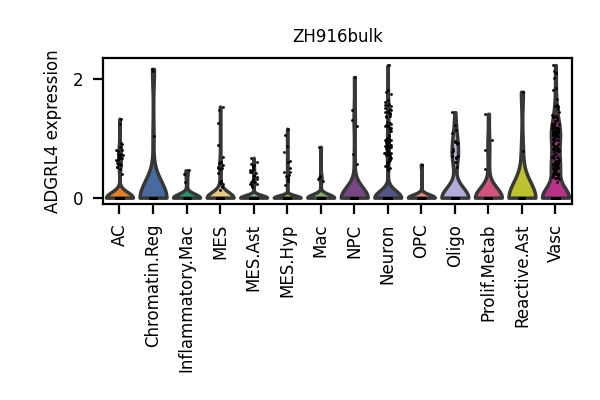 ZH916bulk
ADGRL4 expression
2
0
AC
Chromatin.Reg
Inflammatory.Mac
MES
MES.Ast
MES.Hyp
Mac
NPC
Neuron
OPC
Oligo
Prolif.Metab
Reactive.Ast
Vasc